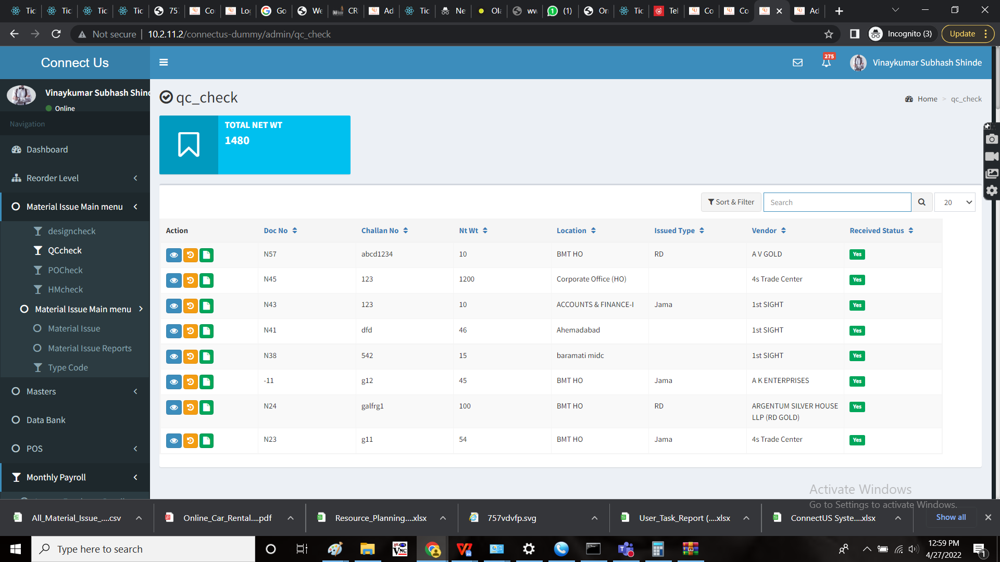 Tic
Tic
Tic
Tic
757
Co
Log
Go
We
CR
Ad
Tic
Ne
Ola
ww
(1)
On
Tic
Tel
Co
Co
Ad
Not secure
10.2.11.2/connectus-dummy/admin/qc_check
Incognito (3)
Update
Connect Us
275
Vinaykumar Subhash Shinde
Vinaykumar Subhash Shind
Online
Navigation
Dashboard
Reorder Level
Material Issue Main menu
designcheck
QCcheck
POCheck
HMcheck
Material Issue Main menu
Material Issue
Material Issue Reports
Type Code
Masters
Data Bank
POS
Monthly Payroll
qc_check
Home > qc_check
TOTAL NET WT
1480
Sort & Filter
Search
20
Action Doc No Challan No Nt Wt Location Issued Type Vendor Received Status
N57 abcd1234 10 BMT HO RD A V GOLD Yes
N45 123 1200 Corporate Office (HO) 4s Trade Center Yes
N43 123 10 ACCOUNTS & FINANCE-I Jama 1st SIGHT Yes
N41 dfd 46 Ahemadabad 1st SIGHT Yes
N38 542 15 baramati midc 1st SIGHT Yes
-11 g12 45 BMT HO Jama A K ENTERPRISES Yes
N24 galfrg1 100 BMT HO RD ARGENTUM SILVER HOUSE Yes
LLP (RD GOLD)
N23 g11 54 BMT HO Jama 4s Trade Center Yes
Activate Windows
Go to Settings to activate Windows.
All_Material_Issue_....csv
Online_Car_Rental....pdf
Resource_Planning....xlsx
757vdvfp.svg
User_Task_Report (....xlsx
ConnectUS Syste....xlsx
Show all
Type here to search
12:59 PM
4/27/2022
1